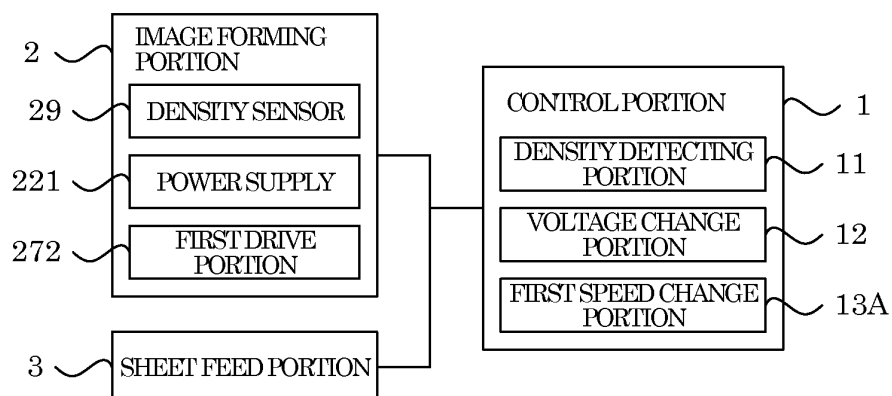 2
IMAGE FORMING
PORTION
29
DENSITY SENSOR
221
POWER SUPPLY
272
FIRST DRIVE
PORTION
3
SHEET FEED PORTION
CONTROL PORTION
1
DENSITY DETECTING
PORTION
11
VOLTAGE CHANGE
PORTION
12
FIRST SPEED CHANGE
PORTION
13A